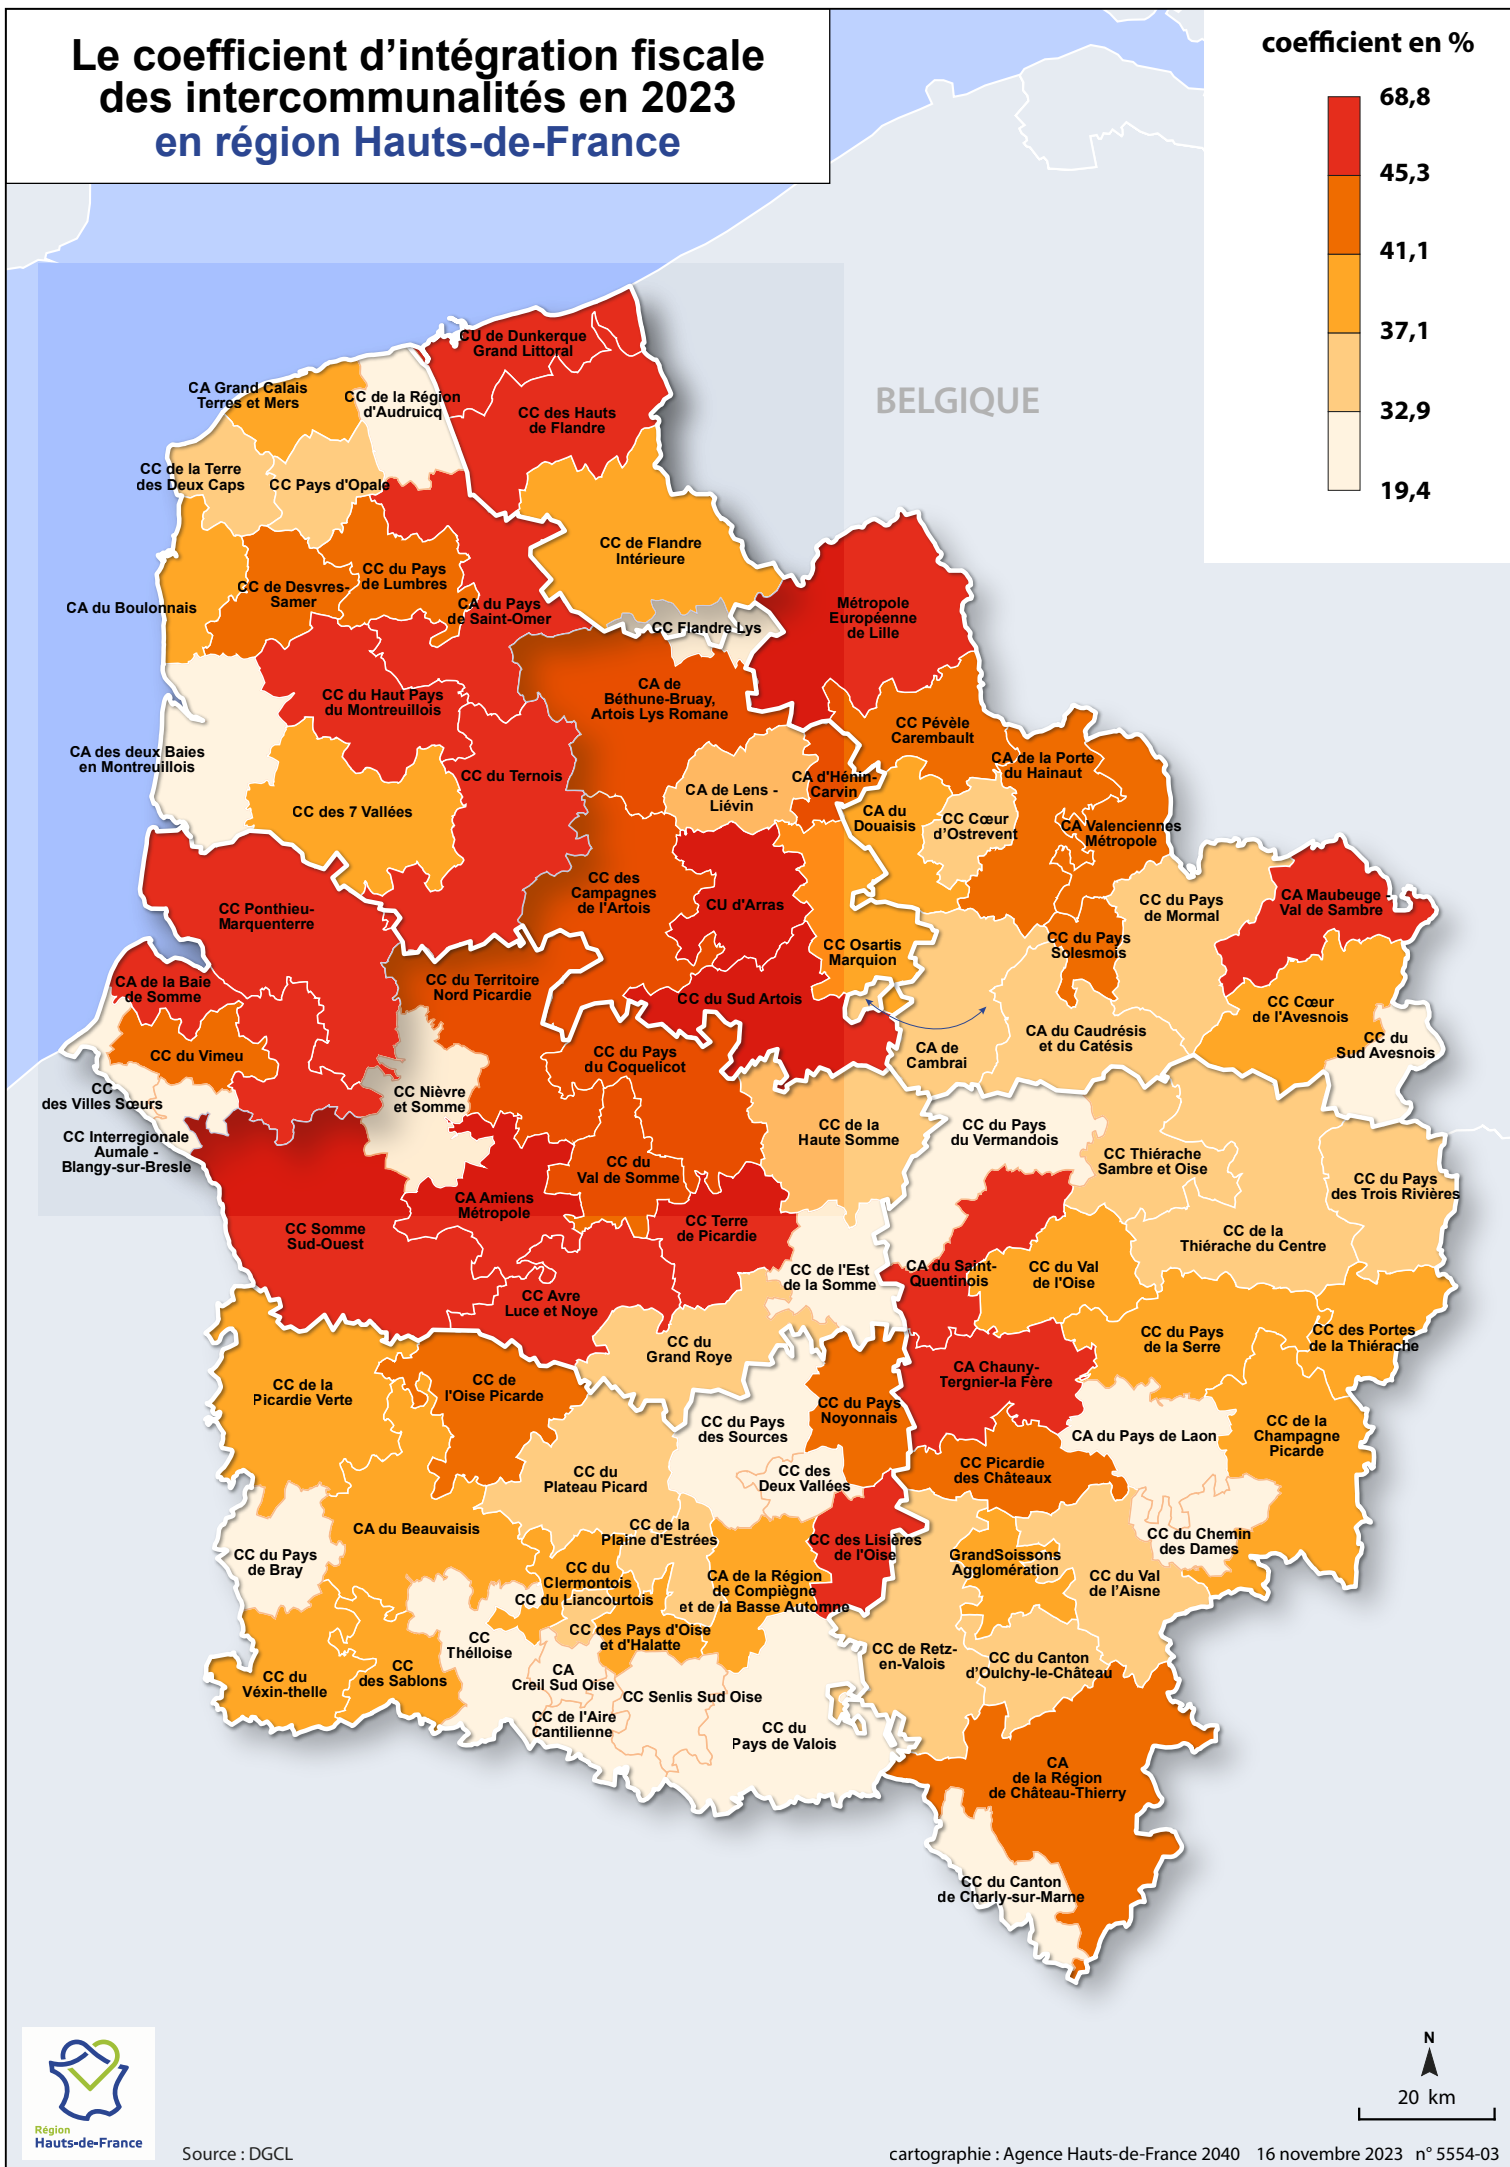 Le coefficient d'intégration fiscale
des intercommunalités en 2023
en région Hauts-de-France
coefficient en %
68,8
45,3
41,1
37,1
32,9
19,4
BELGIQUE
CU de Dunkerque
Grand Littoral
CA Grand Calais
Terres et Mers
CC de la Région
d'Audruicq
CC des Hauts
de Flandre
CC de la Terre
des Deux Caps
CC Pays d'Opale
CC de Flandre
Intérieure
CC de Desvres-
Samer
CC du Pays
de Lumbres
CA du Boulonnais
CA du Pays
de Saint-Omer
CC Flandre Lys
Métropole
Européenne
de Lille
CC du Haut Pays
du Montreuillois
CA de
Béthune-Bruay,
Artois Lys Romane
CC Pévèle
Carembault
CA des deux Baies
en Montreuillois
CC du Ternois
CA de Lens -
Liévin
CA d'Hénin-
Carvin
CA de la Porte
du Hainaut
CC des 7 Vallées
CA du
Douaisis
CC Cœur
d'Ostrevent
CA Valenciennes
Métropole
CC des
Campagnes
de l'Artois
CU d'Arras
CC du Pays
de Mormal
CA Maubeuge -
Val de Sambre
CC Ponthieu-
Marquenterre
CC Osartis
Marquion
CC du Pays
Solesmois
CA de la Baie
de Somme
CC du Territoire
Nord Picardie
CC du Sud Artois
CC Cœur
de l'Avesnois
CC du Vimeu
CC du Pays
du Coquelicot
CA de
Cambrai
CA du Caudrésis
et du Catésis
CC du
Sud Avesnois
CC
des Villes Sœurs
CC Nièvre
et Somme
CC Interregionale
Aumale -
Blangy-sur-Bresle
CC de la
Haute Somme
CC du Pays
du Vermandois
CC Thiérache
Sambre et Oise
CC du Pays
des Trois Rivières
CC du
Val de Somme
CA Amiens
Métropole
CC Somme
Sud-Ouest
CC Terre
de Picardie
CC de la
Thiérache du Centre
CC de l'Est
de la Somme
CA du Saint-
Quentinois
CC du Val
de l'Oise
CC Avre
Luce et Noye
CC du
Grand Roye
CC du Pays
de la Serre
CC des Portes
de la Thiérache
CC de la
Picardie Verte
CC de
l'Oise Picarde
CA Chauny-
Tergnier-la Fère
CC du Pays
Noyonnais
CC du Pays
des Sources
CA du Pays de Laon
CC de la
Champagne
Picarde
CC du
Plateau Picard
CC des
Deux Vallées
CC Picardie
des Châteaux
CA du Beauvaisis
CC de la
Plaine d'Estrées
CC des Lisières
de l'Oise
CC du Chemin
des Dames
CC du Pays
de Bray
CC du
Clermontois
CC du Liancourtois
CA de la Région
de Compiègne
et de la Basse Automne
GrandSoissons
Agglomération
CC du Val
de l'Aisne
CC
Thélloise
CC des Pays d'Oise
et d'Halatte
CC de Retz-
en-Valois
CC du Canton
d'Oulchy-le-Château
CC du
Véxin-thelle
CC
des Sablons
CA
Creil Sud Oise
CC Senlis Sud Oise
CC de l'Aire
Cantilienne
CC du
Pays de Valois
CA
de la Région
de Château-Thierry
CC du Canton
de Charly-sur-Marne
N
20 km
Région
Hauts-de-France
Source : DGCL
cartographie : Agence Hauts-de-France 2040 16 novembre 2023 n° 5554-03